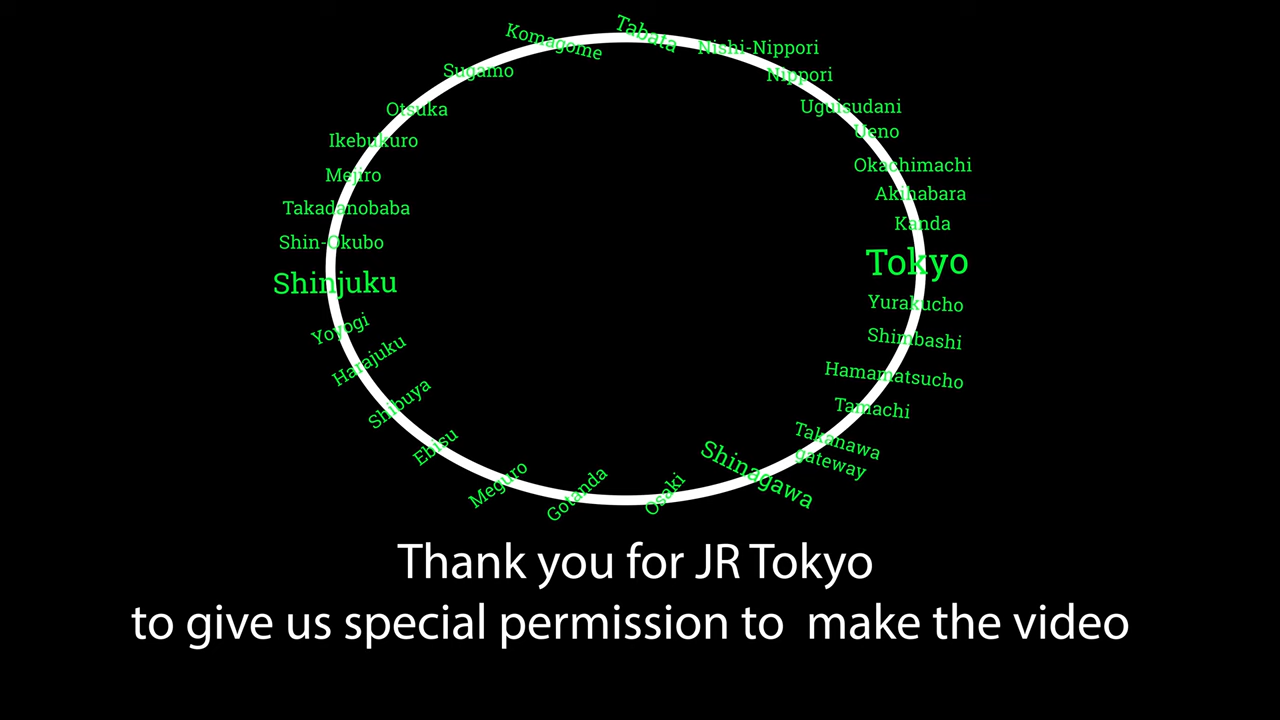 Tabata
Komagome
Nishi-Nippori
Sugamo
Nippori
Otsuka
Uguisudani
Ueno
Ikebukuro
Okachimachi
Mejiro
Akihabara
Takadanobaba
Kanda
Shin-Okubo
Tokyo
Shinjuku
Yurakucho
Yoyogi
Shimbashi
Harajuku
Hamamatsucho
Shibuya
Tamachi
Ebisu
Takanawa
gateway
Shinagawa
Meguro
Gotanda
Osaki
Thank you for JR Tokyo
to give us special permission to  make the video